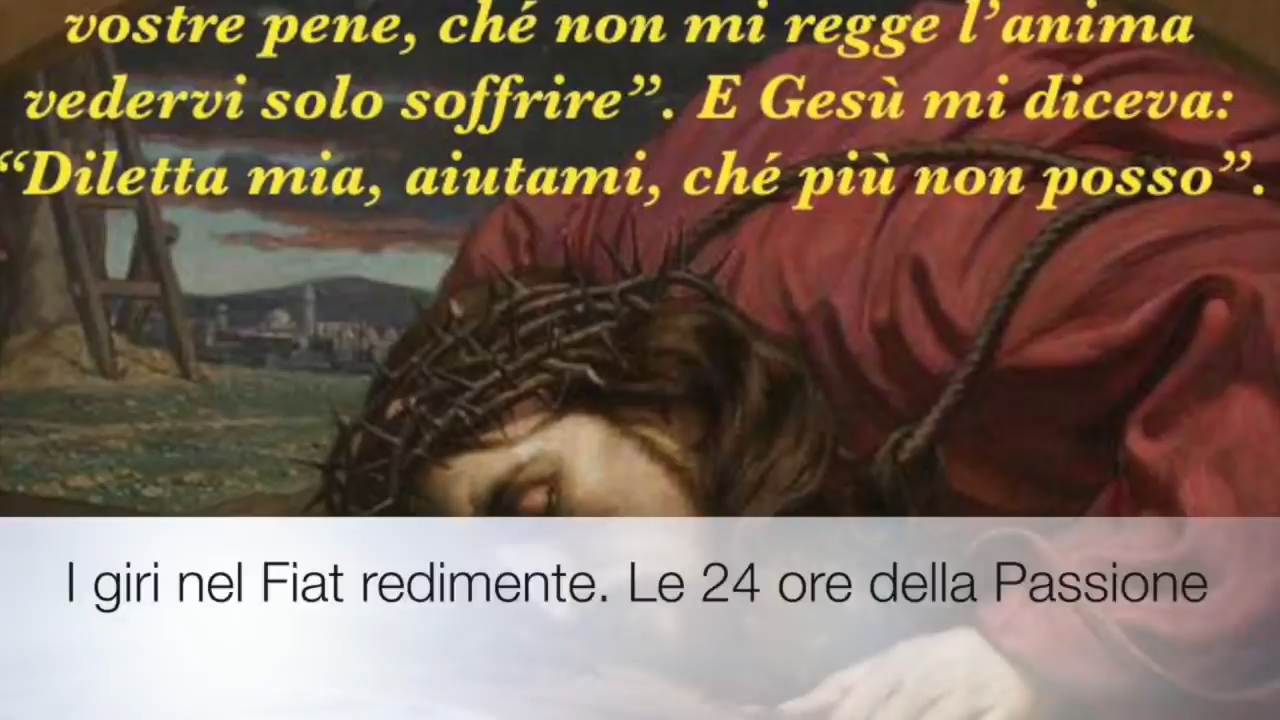 vostre pene, ché non mi regge l’anima
vedervi solo soffrire”. E Gesù mi diceva:
“Diletta mia, aiutami, ché più non posso”.
I giri nel Fiat redimente. Le 24 ore della Passione